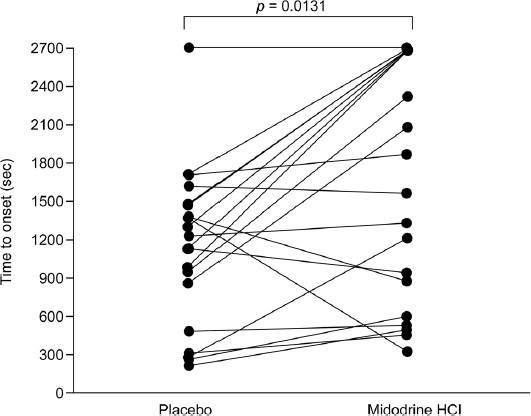 p = 0.0131
Time to onset (sec)
2700
2400
2100
1800
1500
1200
900
600
300
0
Placebo
Midodrine HCl